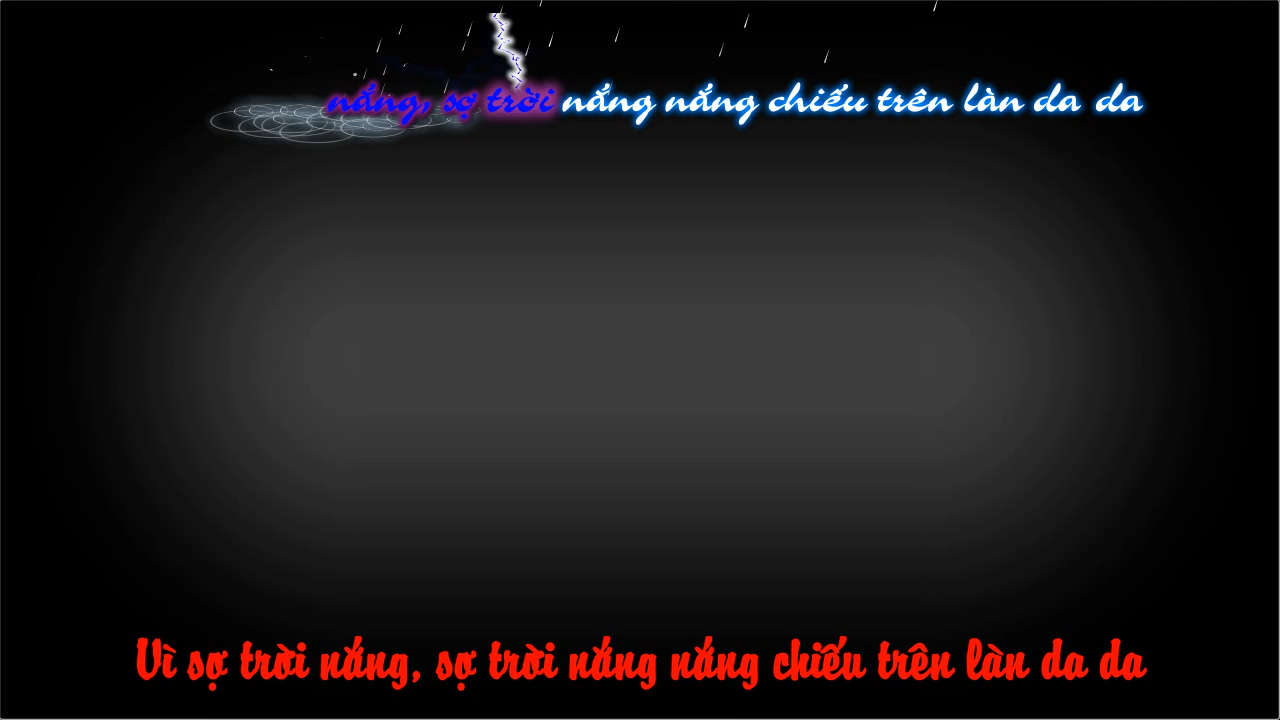 nắng, sợ trời nắng nắng chiếu trên làn da da
Vì sợ trời nắng, sợ trời nắng nắng chiếu trên làn da da